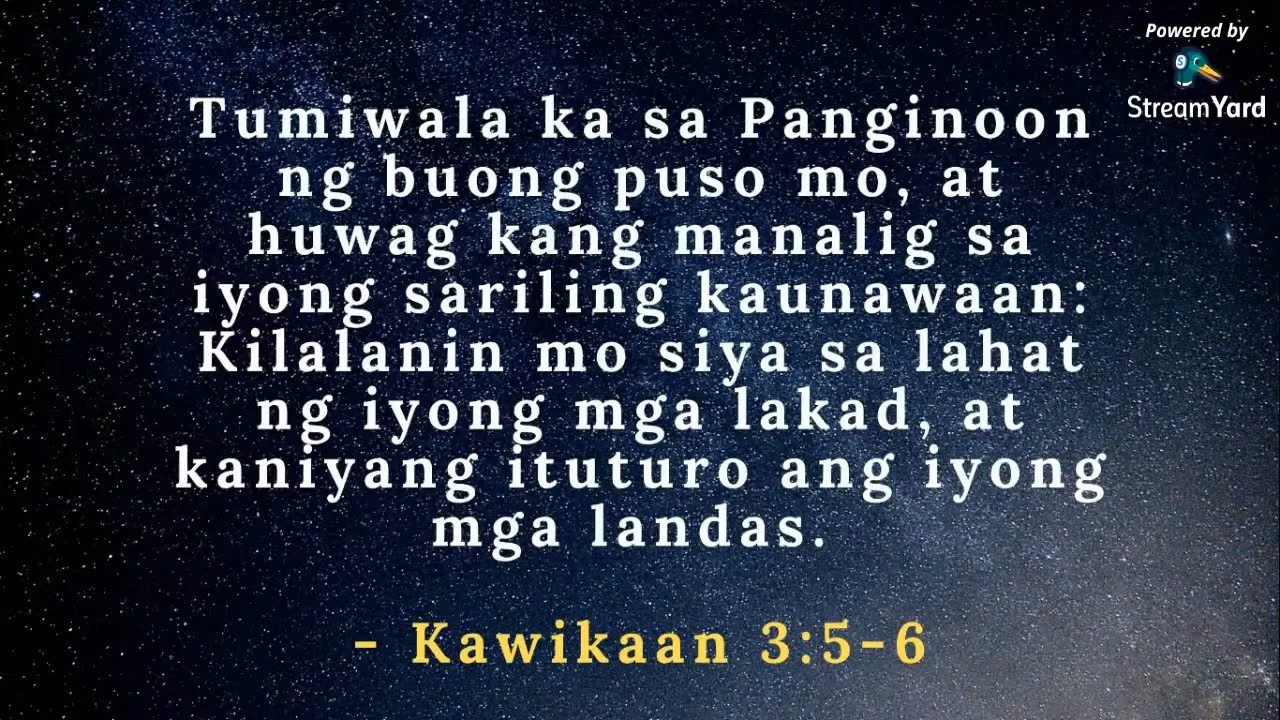 Powered by
StreamYard
Tumiwala ka sa Panginoon
ng buong puso mo, at
huwag kang manalig sa
iyong sariling kaunawaan:
Kilalanin mo siya sa lahat
ng iyong mga lakad, at
kaniyang ituturo ang iyong
mga landas.
- Kawikaan 3:5-6